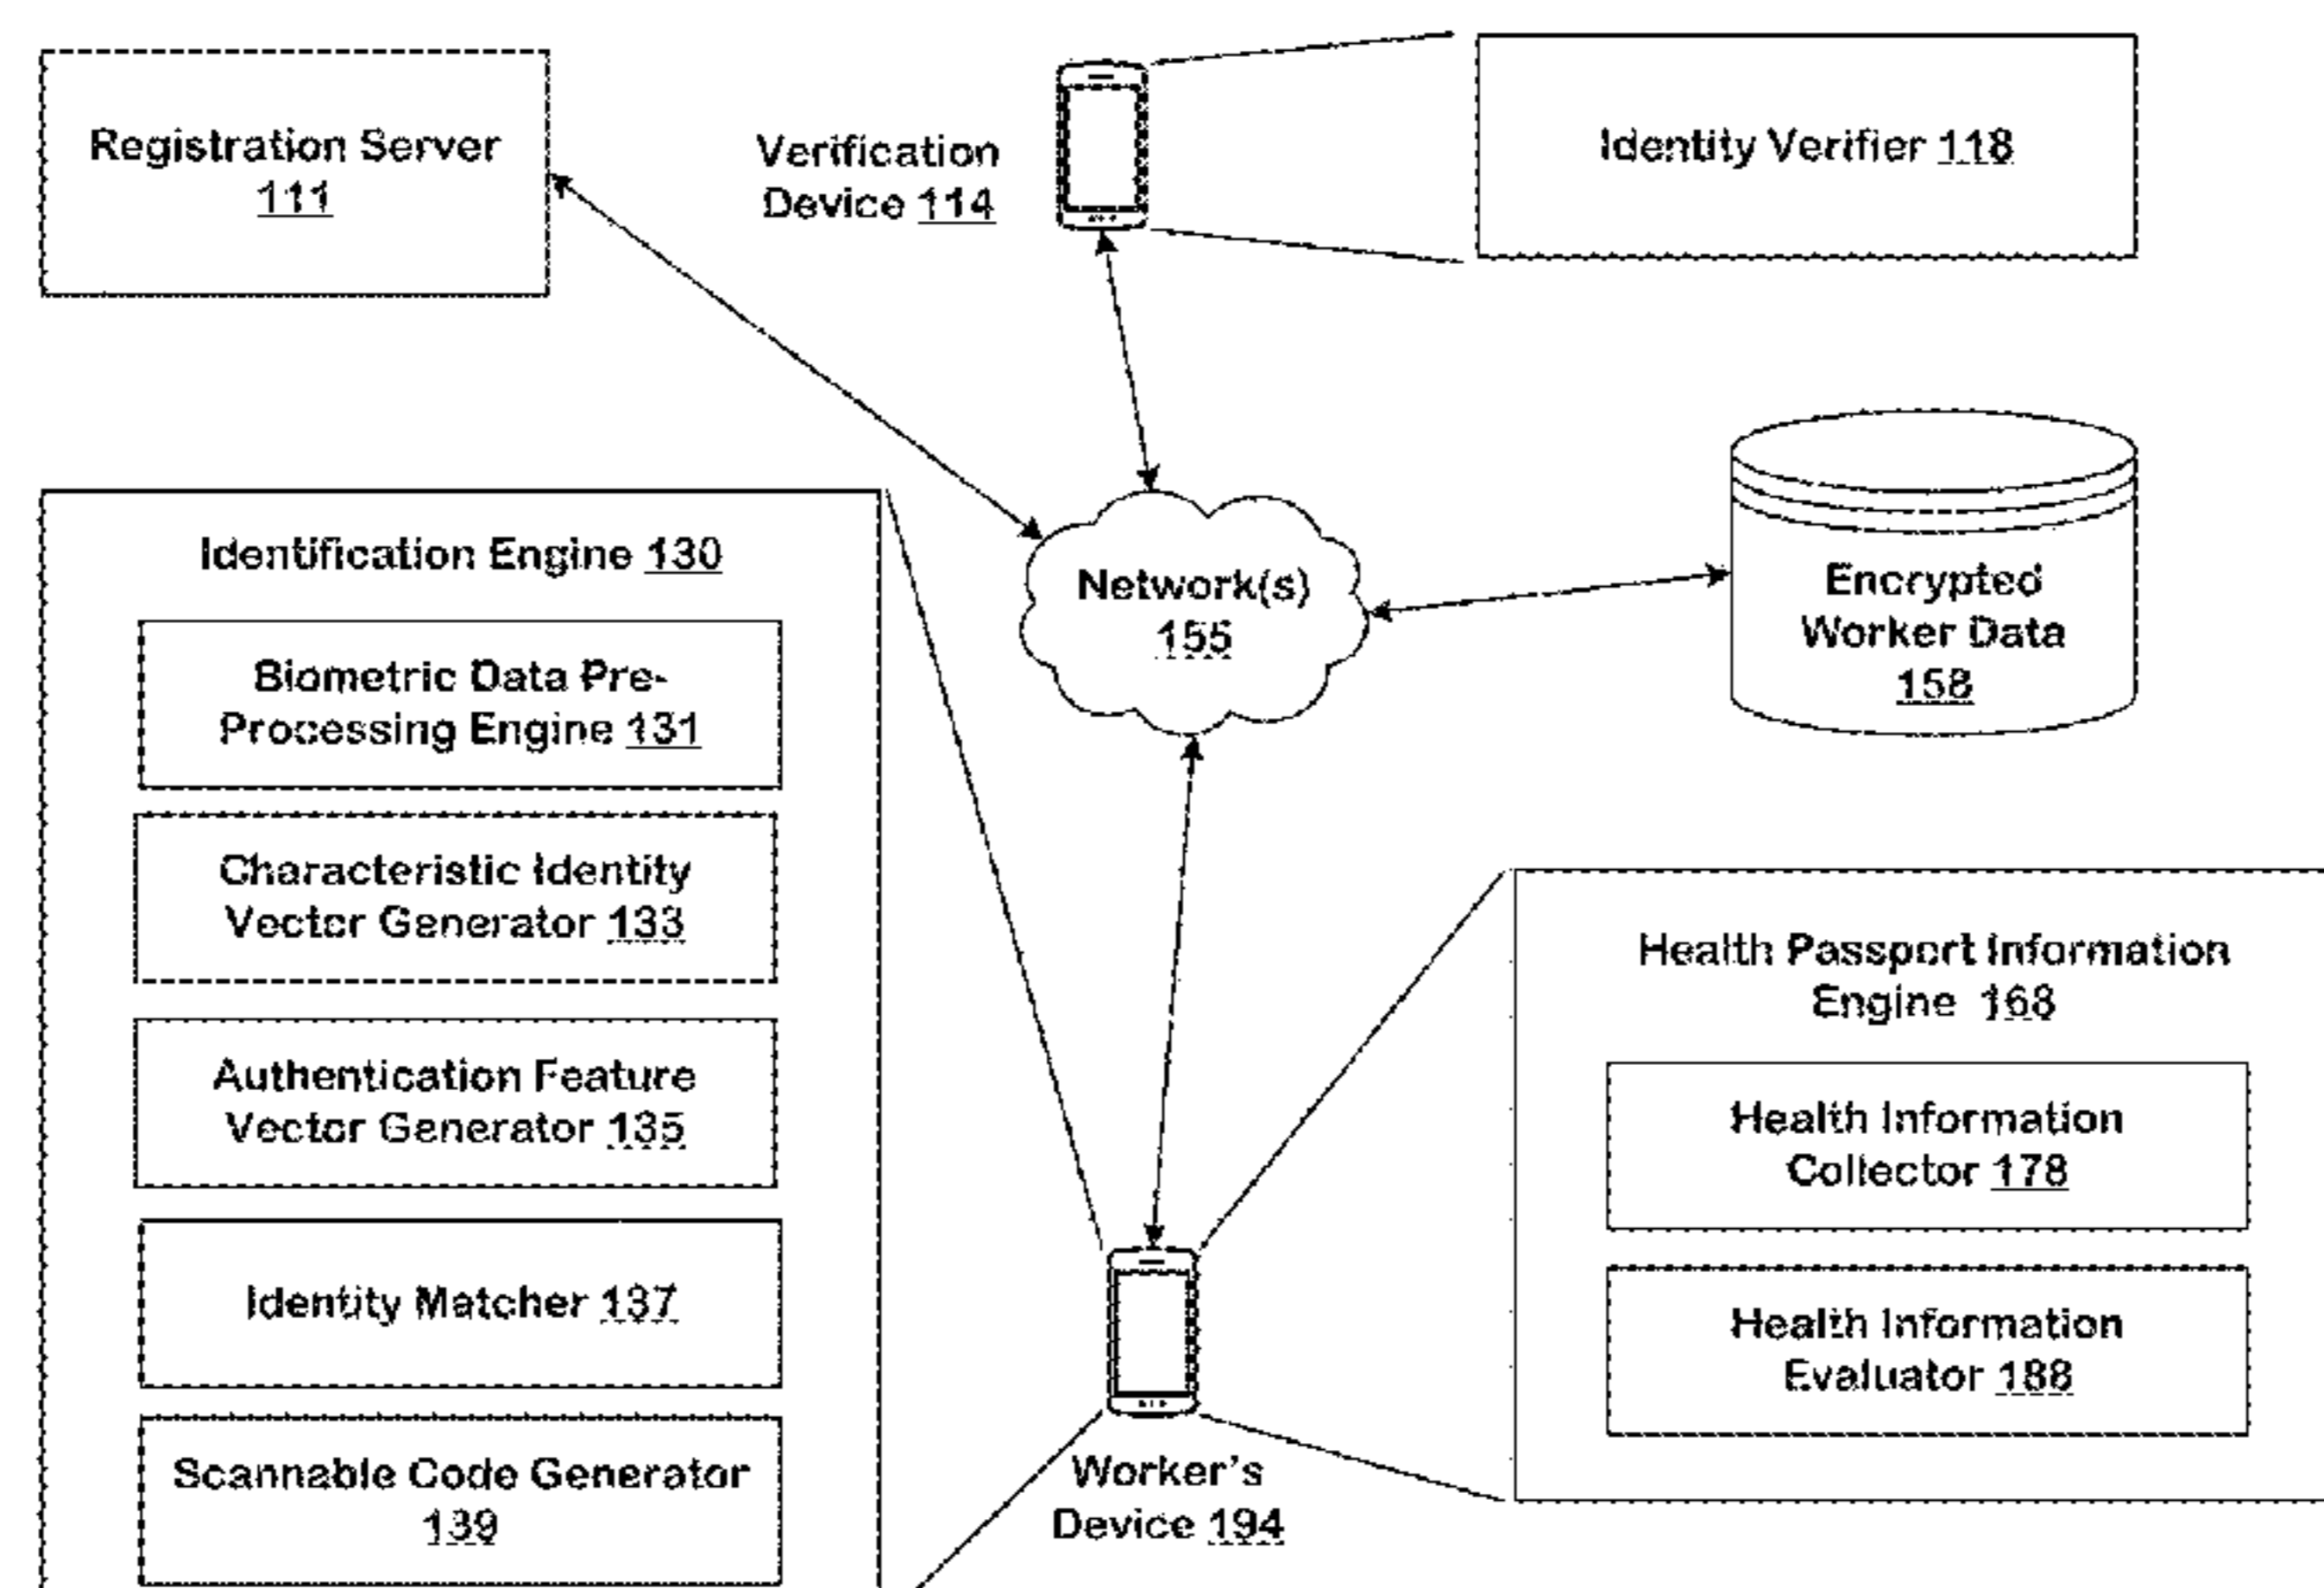 Registration Server
111
Verification
Device 114
Identity Verifier 118
Identification Engine 130
Biometric Data Pre-
Processing Engine 131
Characteristic Identity
Vector Generator 133
Authentication Feature
Vector Generator 135
Identity Matcher 137
Scannable Code Generator
139
Network(s)
155
Encrypted
Worker Data
158
Health Passport Information
Engine 168
Health Information
Collector 178
Health Information
Evaluator 188
Worker's
Device 194